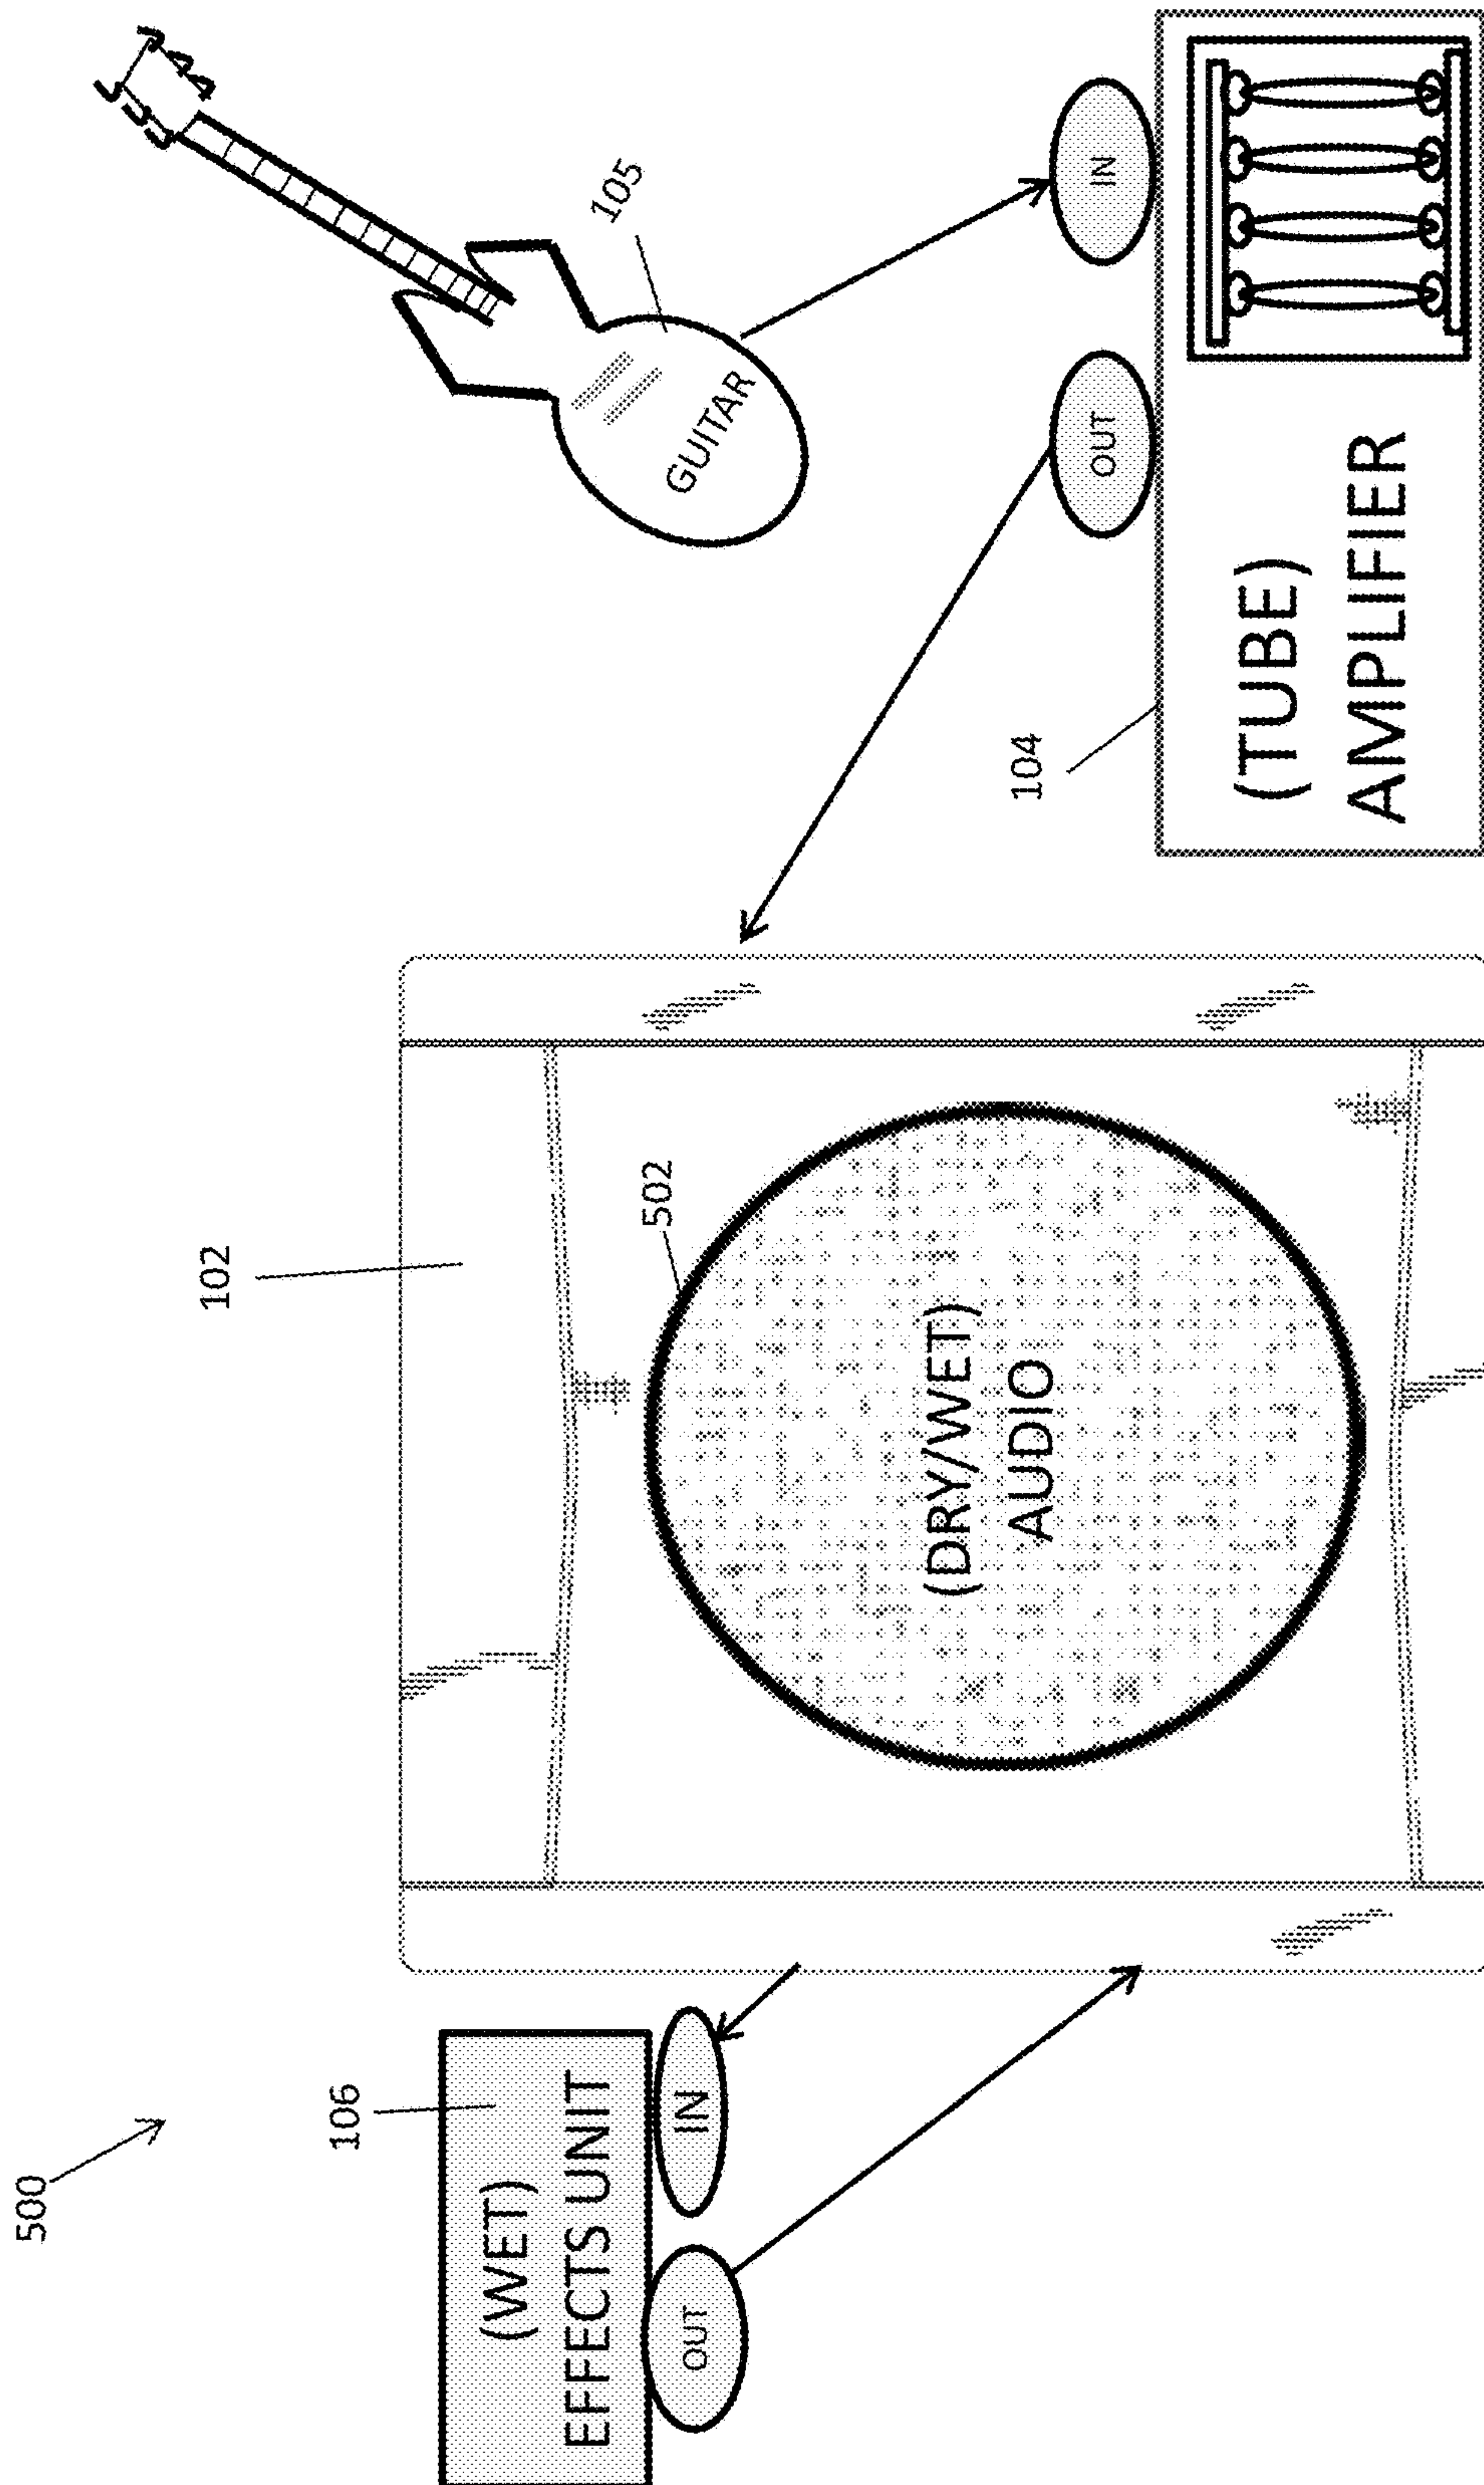 500
106
(WET)
EFFECTS UNIT
OUT
IN
102
502
(DRY/WET)
AUDIO
105
GUITAR
104
OUT
IN
(TUBE)
AMPLIFIER